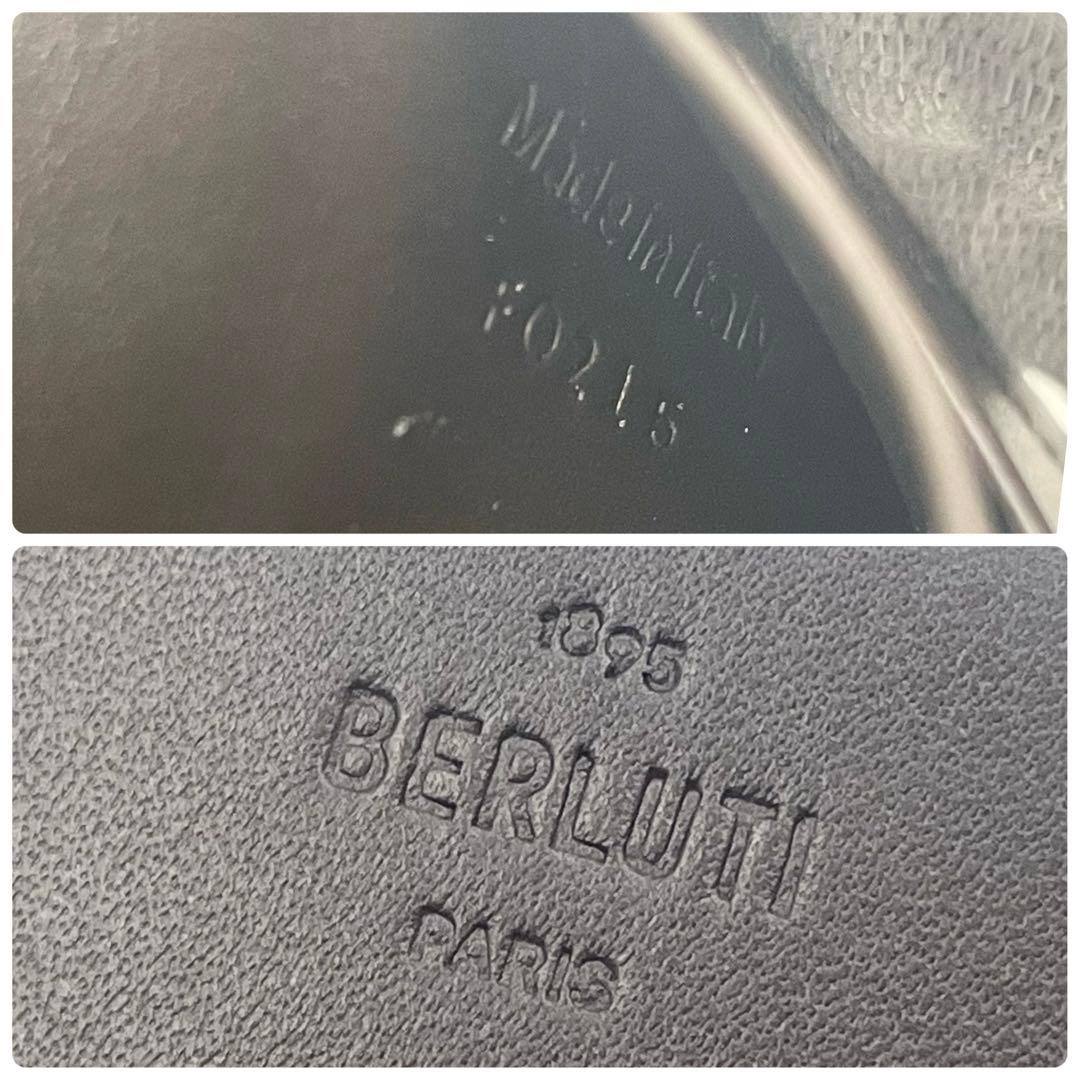 Made in Italy
F0215
1895
BERLUTI
PARIS